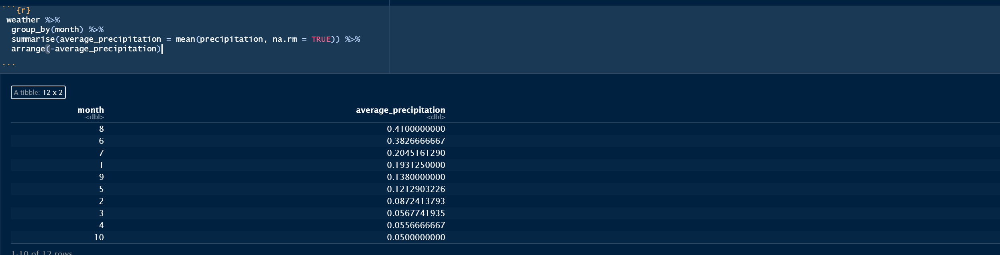 ```{r}
weather %>%
group_by(month) %>%
summarise(average_precipitation = mean(precipitation, na.rm = TRUE)) %>%
arrange(-average_precipitation)
```
A tibble: 12 x 2
month average_precipitation
<dbl> <dbl>
8 0.4100000000
6 0.3826666667
7 0.2045161290
1 0.1931250000
9 0.1380000000
5 0.1212903226
2 0.0872413793
3 0.0567741935
4 0.0556666667
10 0.0500000000
1-10 of 12 rows